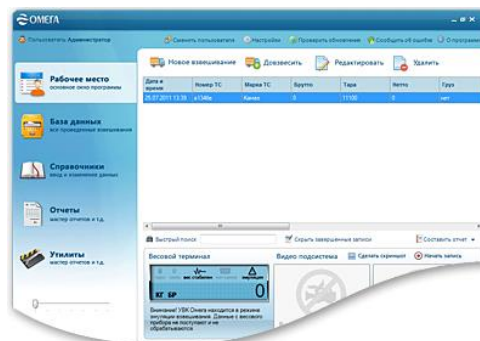 ОМЕГА
Пользователь: Администратор
Сменить пользователя Настройки Проверить обновления Сообщить об ошибке О программе
Новое взвешивание Довзвесить Редактировать Удалить
Рабочее место
основное окно программы
Дата и время Номер ТС Марка ТС Брутто Тара Нетто Груз
25.07.2011 13:39 Камаз 0 11100 0 нет
База данных
все проведенные взвешивания
Справочники
ввод и изменение данных
Отчеты
мастер отчетов и т.д.
Утилиты
мастер отчетов и т.д.
Быстрый поиск Скрыть завершенные записи Составить отчет
Весовой терминал Видео подсистема Сделать скриншот Начать запись
вес стабилен эмуляция
КГ БР 0
Внимание! УВК Омега находится в режиме
эмуляции взвешивания. Данные с весового
прибора не поступают и не
обрабатываются